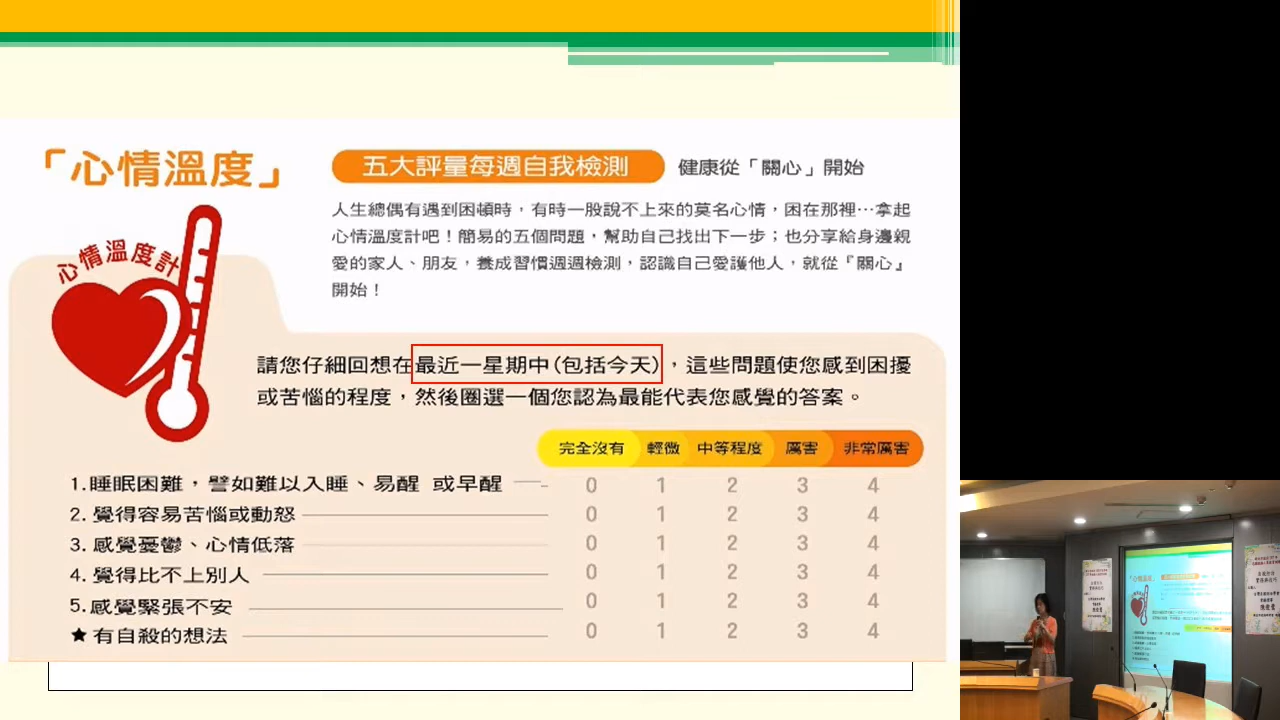 「心情溫度」
五大評量每週自我檢測
健康從「關心」開始
人生總偶有遇到困頓時，有時一股說不上來的莫名心情，困在那裡⋯拿起
心情溫度計吧！簡易的五個問題，幫助自己找出下一步；也分享給身邊親
愛的家人、朋友，養成習慣週週檢測，認識自己愛護他人，就從『關心』
開始！
心情溫度計
請您仔細回想在最近一星期中(包括今天)，這些問題使您感到困擾
或苦惱的程度，然後圈選一個您認為最能代表您感覺的答案。
完全沒有 輕微 中等程度 厲害 非常厲害
1.睡眠困難，譬如難以入睡、易醒 或早醒 0 1 2 3 4
2. 覺得容易苦惱或動怒 0 1 2 3 4
3. 感覺憂鬱、心情低落 0 1 2 3 4
4. 覺得比不上別人 0 1 2 3 4
5. 感覺緊張不安 0 1 2 3 4
★有自殺的想法 0 1 2 3 4